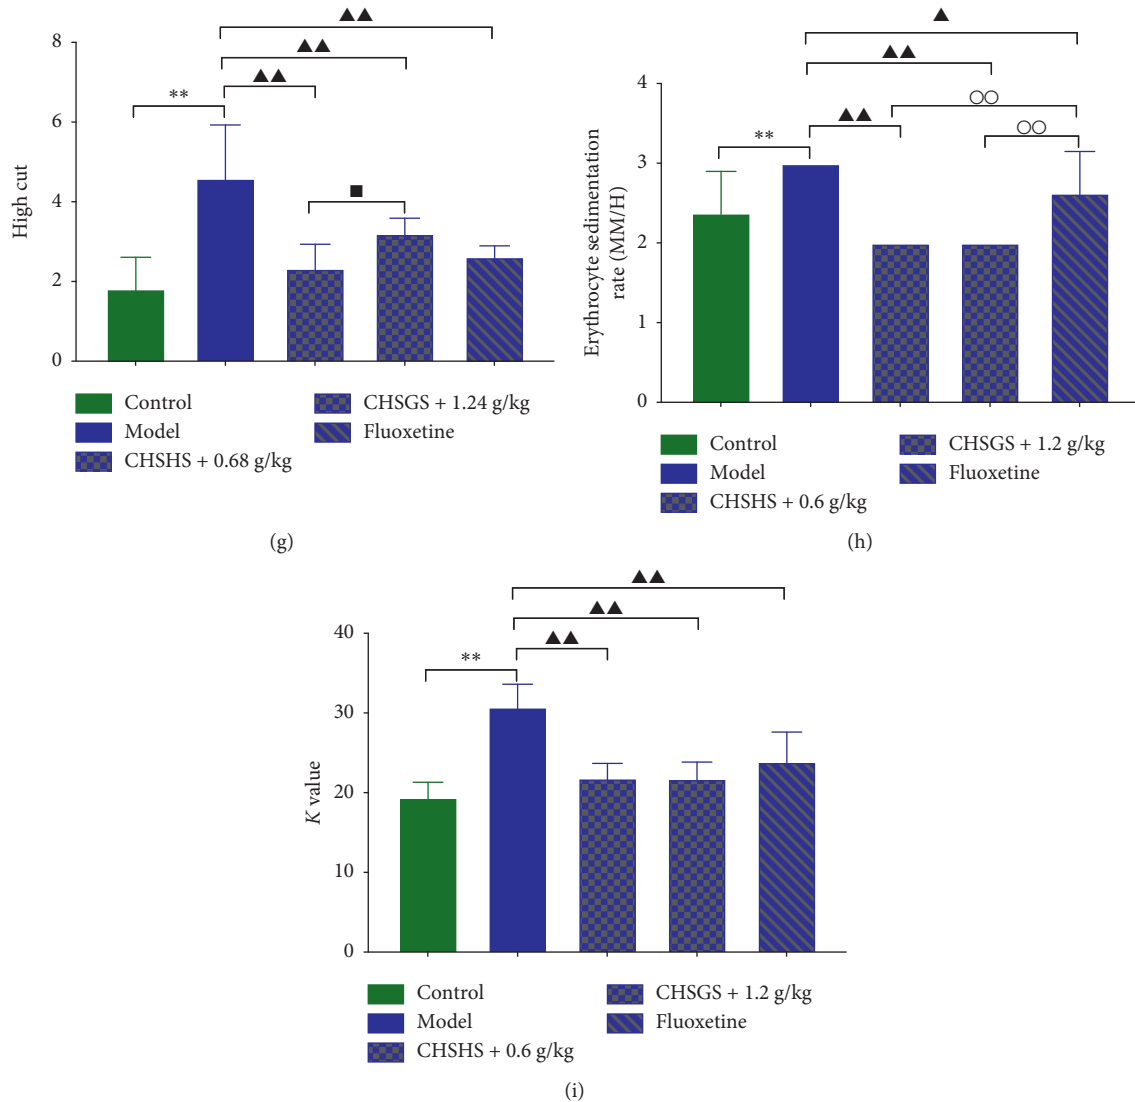 ▲▲
▲▲
▲▲
**
■
8
6
4
2
0
High cut
Control
Model
CHSHS + 0.68 g/kg
CHSGS + 1.24 g/kg
Fluoxetine
(g)
▲
▲▲
○○
▲▲
○○
**
4
3
2
1
0
Erythrocyte sedimentation
rate (MM/H)
Control
Model
CHSHS + 0.6 g/kg
CHSGS + 1.2 g/kg
Fluoxetine
(h)
▲▲
▲▲
▲▲
**
40
30
20
10
0
K value
Control
Model
CHSHS + 0.6 g/kg
CHSGS + 1.2 g/kg
Fluoxetine
(i)